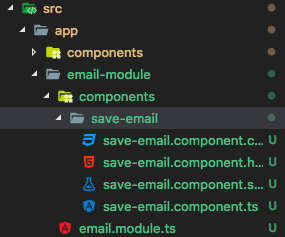 src
app
components
email-module
components
save-email
save-email.component.c... U
save-email.component.h... U
save-email.component.s... U
save-email.component.ts U
email.module.ts U